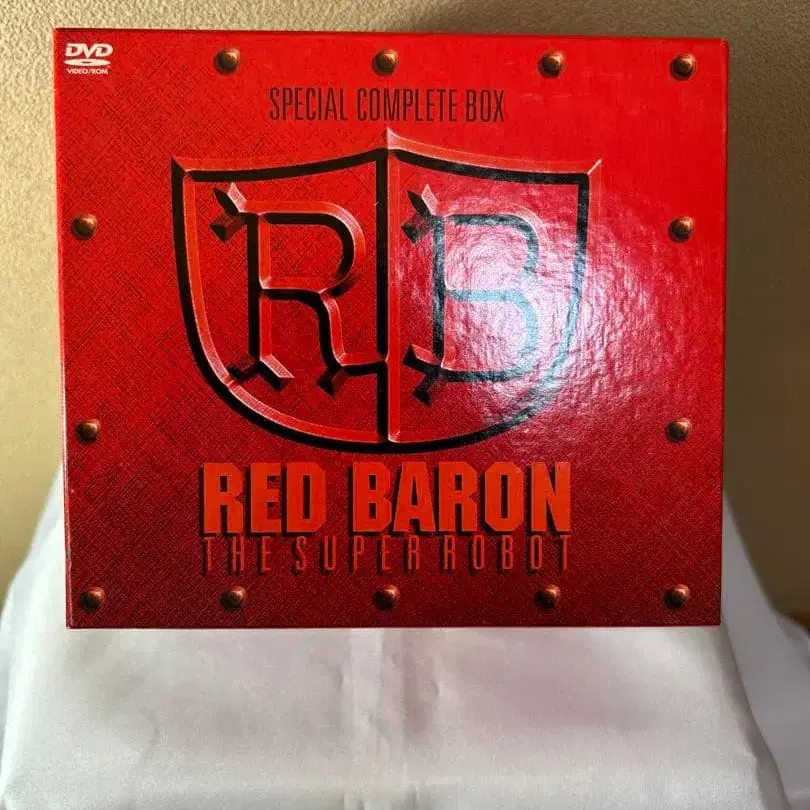 DVD
VIDEO/ROM
SPECIAL COMPLETE BOX
RB
RED BARON
THE SUPER ROBOT